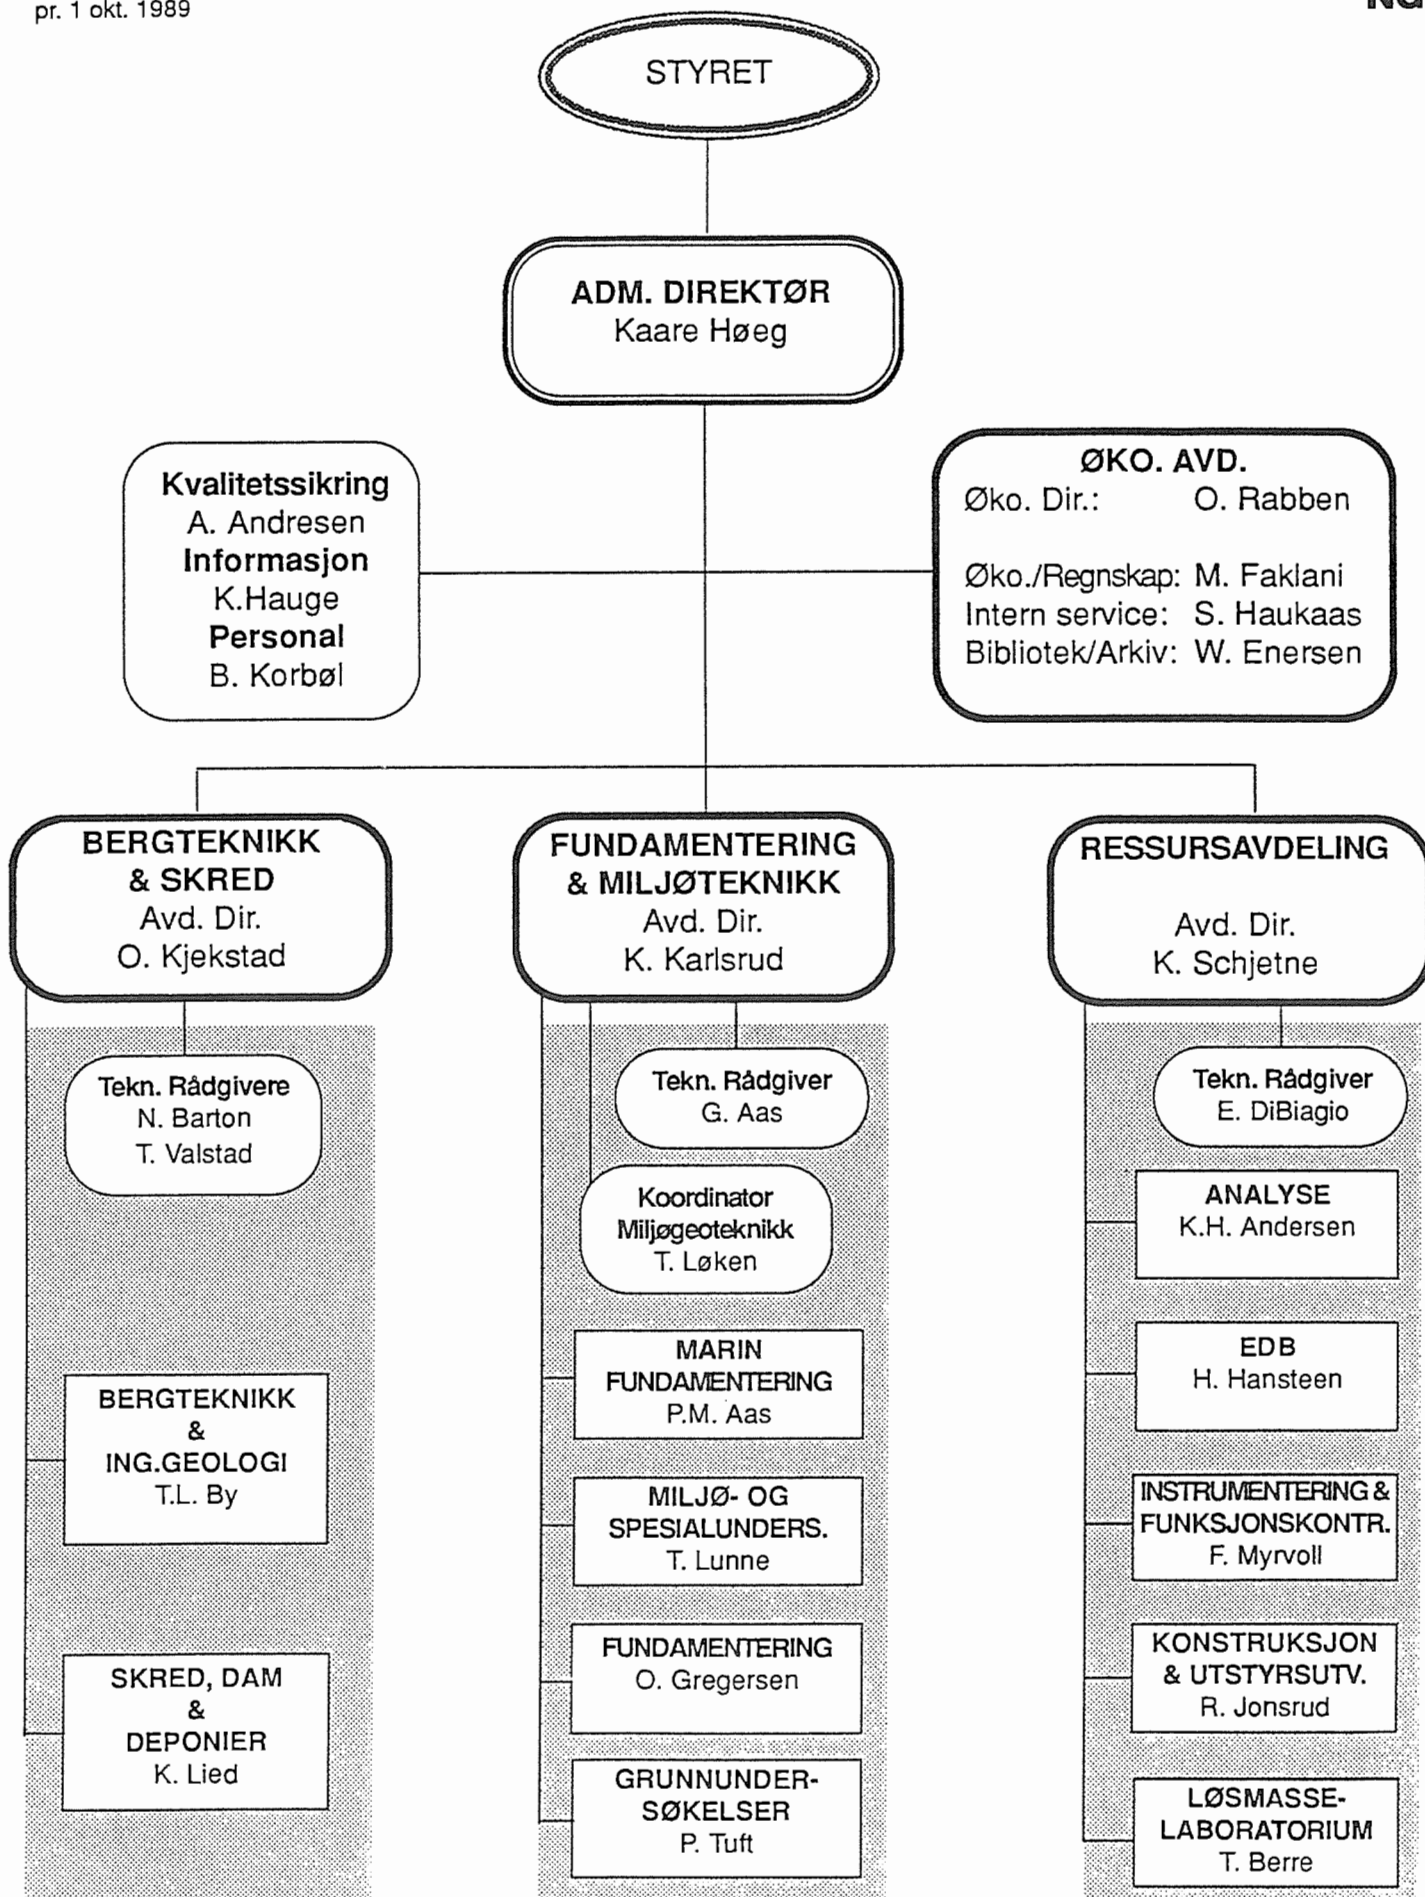 pr. 1 okt. 1989
STYRET
ADM. DIREKTØR
Kaare Høeg
Kvalitetssikring
A. Andresen
Informasjon
K.Hauge
Personal
B. Korbøl
ØKO. AVD.
Øko. Dir.: O. Rabben
Øko./Regnskap: M. Faklani
Intern service: S. Haukaas
Bibliotek/Arkiv: W. Enersen
BERGTEKNIKK
& SKRED
Avd. Dir.
O. Kjekstad
Tekn. Rådgivere
N. Barton
T. Valstad
BERGTEKNIKK
&
ING.GEOLOGI
T.L. By
SKRED, DAM
&
DEPONIER
K. Lied
FUNDAMENTERING
& MILJØTEKNIKK
Avd. Dir.
K. Karlsrud
Tekn. Rådgiver
G. Aas
Koordinator
Miljøgeoteknikk
T. Løken
MARIN
FUNDAMENTERING
P.M. Aas
MILJØ- OG
SPESIALUNDERS.
T. Lunne
FUNDAMENTERING
O. Gregersen
GRUNNUNDER-
SØKELSER
P. Tuft
RESSURSAVDELING
Avd. Dir.
K. Schjetne
Tekn. Rådgiver
E. DiBiagio
ANALYSE
K.H. Andersen
EDB
H. Hansteen
INSTRUMENTERING &
FUNKSJONSKONTR.
F. Myrvoll
KONSTRUKSJON
& UTSTYRSUTV.
R. Jonsrud
LØSMASSE-
LABORATORIUM
T. Berre